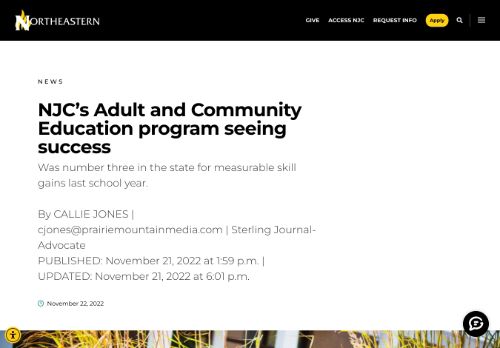 NORTHEASTERN
GIVE ACCESS NJC REQUEST INFO Apply
NEWS
NJC’s Adult and Community
Education program seeing
success
Was number three in the state for measurable skill
gains last school year.
By CALLIE JONES |
cjones@prairiemountainmedia.com | Sterling Journal-
Advocate
PUBLISHED: November 21, 2022 at 1:59 p.m. |
UPDATED: November 21, 2022 at 6:01 p.m.
November 22, 2022